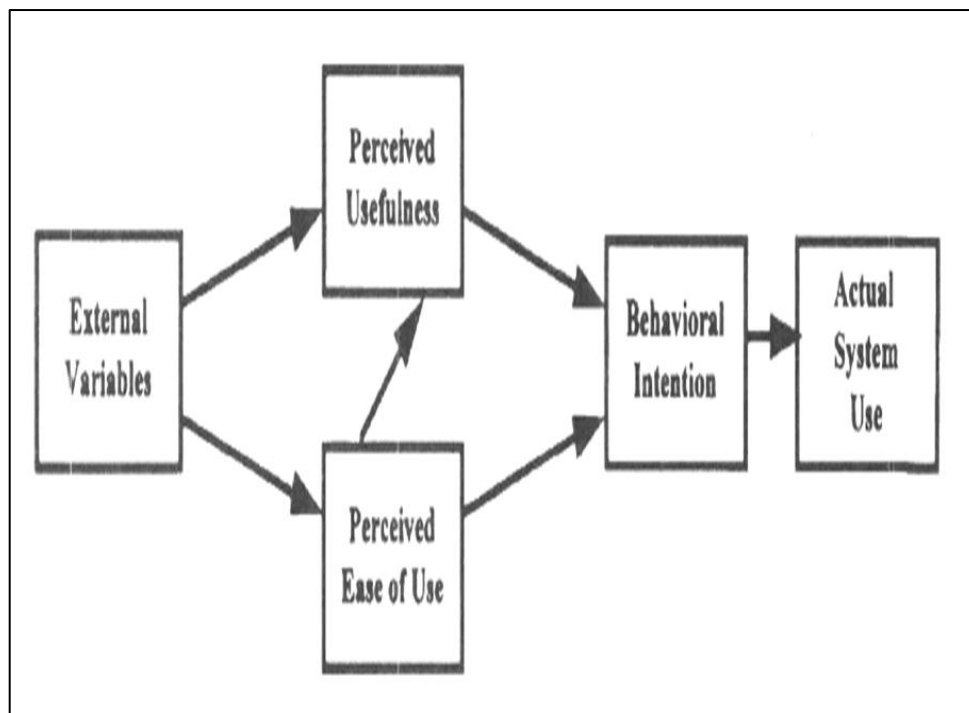 External
Variables
Perceived
Usefulness
Perceived
Ease of Use
Behavioral
Intention
Actual
System
Use